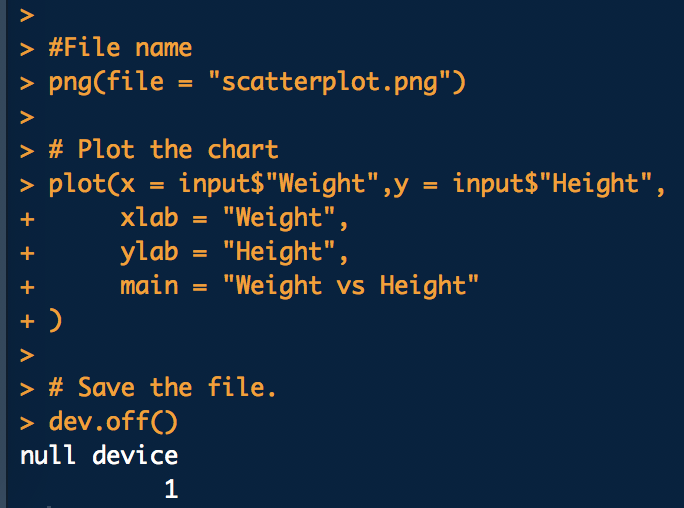 >
> #File name
> png(file = "scatterplot.png")
>
> # Plot the chart
> plot(x = input$"Weight",y = input$"Height",
+      xlab = "Weight",
+      ylab = "Height",
+      main = "Weight vs Height"
+ )
>
> # Save the file.
> dev.off()
null device
          1